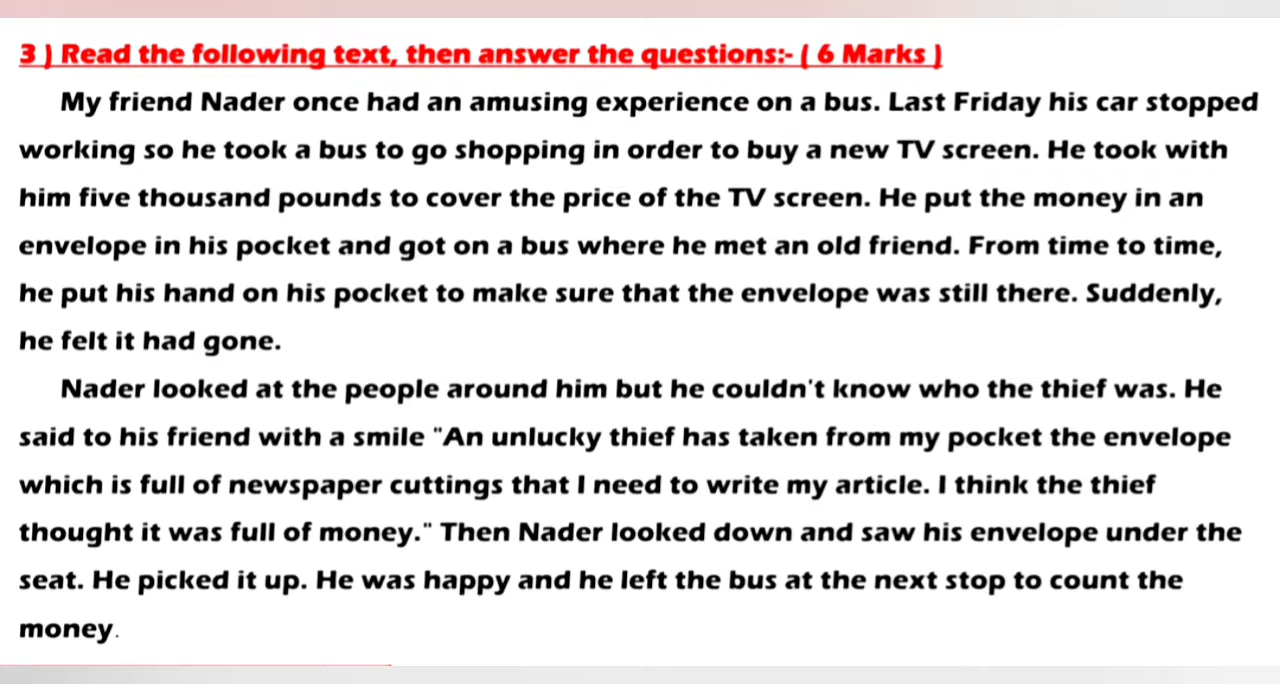 3 ) Read the following text, then answer the questions:- ( 6 Marks )
My friend Nader once had an amusing experience on a bus. Last Friday his car stopped
working so he took a bus to go shopping in order to buy a new TV screen. He took with
him five thousand pounds to cover the price of the TV screen. He put the money in an
envelope in his pocket and got on a bus where he met an old friend. From time to time,
he put his hand on his pocket to make sure that the envelope was still there. Suddenly,
he felt it had gone.
Nader looked at the people around him but he couldn't know who the thief was. He
said to his friend with a smile "An unlucky thief has taken from my pocket the envelope
which is full of newspaper cuttings that I need to write my article. I think the thief
thought it was full of money." Then Nader looked down and saw his envelope under the
seat. He picked it up. He was happy and he left the bus at the next stop to count the
money.